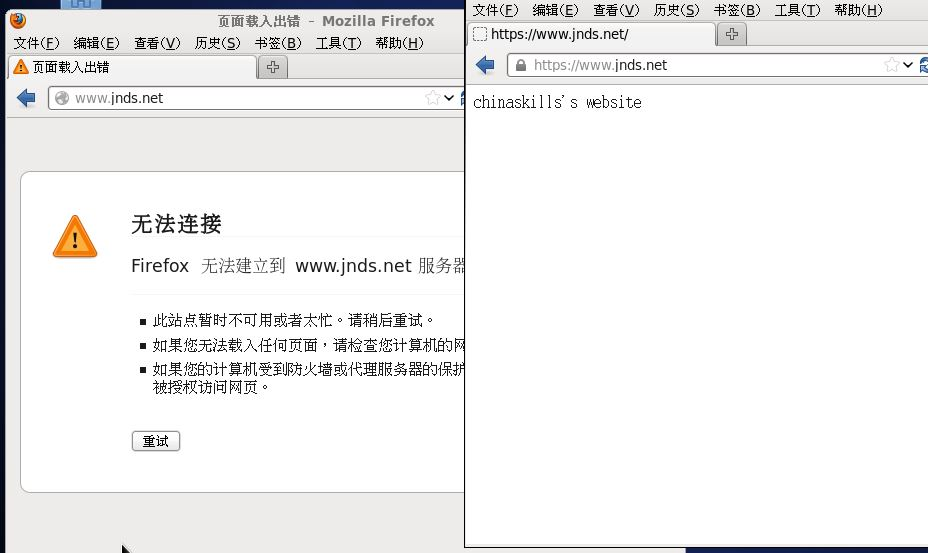 页面载入出错 - Mozilla Firefox
文件(F) 编辑(E) 查看(V) 历史(S) 书签(B) 工具(T) 帮助(H)
页面载入出错
www.jnds.net
无法连接
Firefox 无法建立到 www.jnds.net 服务器
此站点暂时不可用或者太忙。请稍后重试。
如果您无法载入任何页面，请检查您计算机的网
如果您的计算机受到防火墙或代理服务器的保护
被授权访问网页。
重试
文件(F) 编辑(E) 查看(V) 历史(S) 书签(B) 工具(T) 帮助(H)
https://www.jnds.net/
https://www.jnds.net
chinaskills's website